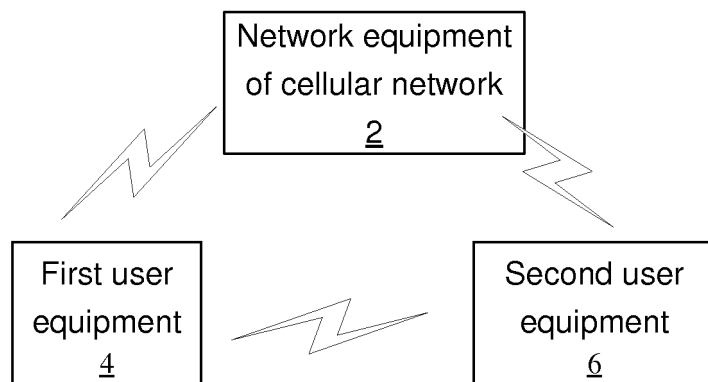 Network equipment
of cellular network
2
First user
equipment
4
Second user
equipment
6